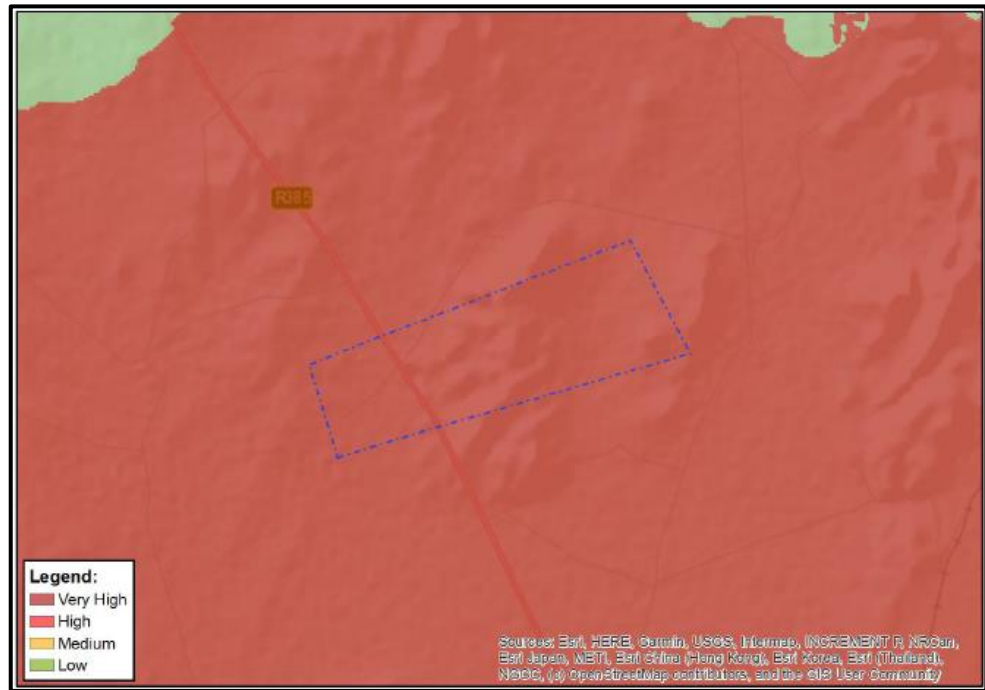 R385
Legend:
Very High
High
Medium
Low
Sources: Esri, HERE, Garmin, USGS, Intermap, INCREMENT P, NRCan,
Esri Japan, METI, Esri China (Hong Kong), Esri Korea, Esri (Thailand),
NGCC, (c) OpenStreetMap contributors, and the GIS User Community